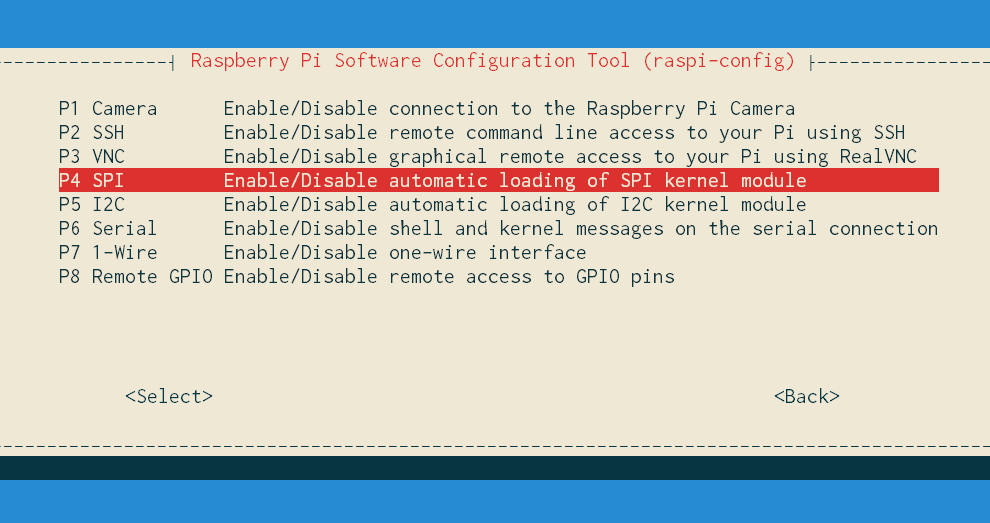 Raspberry Pi Software Configuration Tool (raspi-config)
P1 Camera Enable/Disable connection to the Raspberry Pi Camera
P2 SSH Enable/Disable remote command line access to your Pi using SSH
P3 VNC Enable/Disable graphical remote access to your Pi using RealVNC
P4 SPI Enable/Disable automatic loading of SPI kernel module
P5 I2C Enable/Disable automatic loading of I2C kernel module
P6 Serial Enable/Disable shell and kernel messages on the serial connection
P7 1-Wire Enable/Disable one-wire interface
P8 Remote GPIO Enable/Disable remote access to GPIO pins
<Select> <Back>